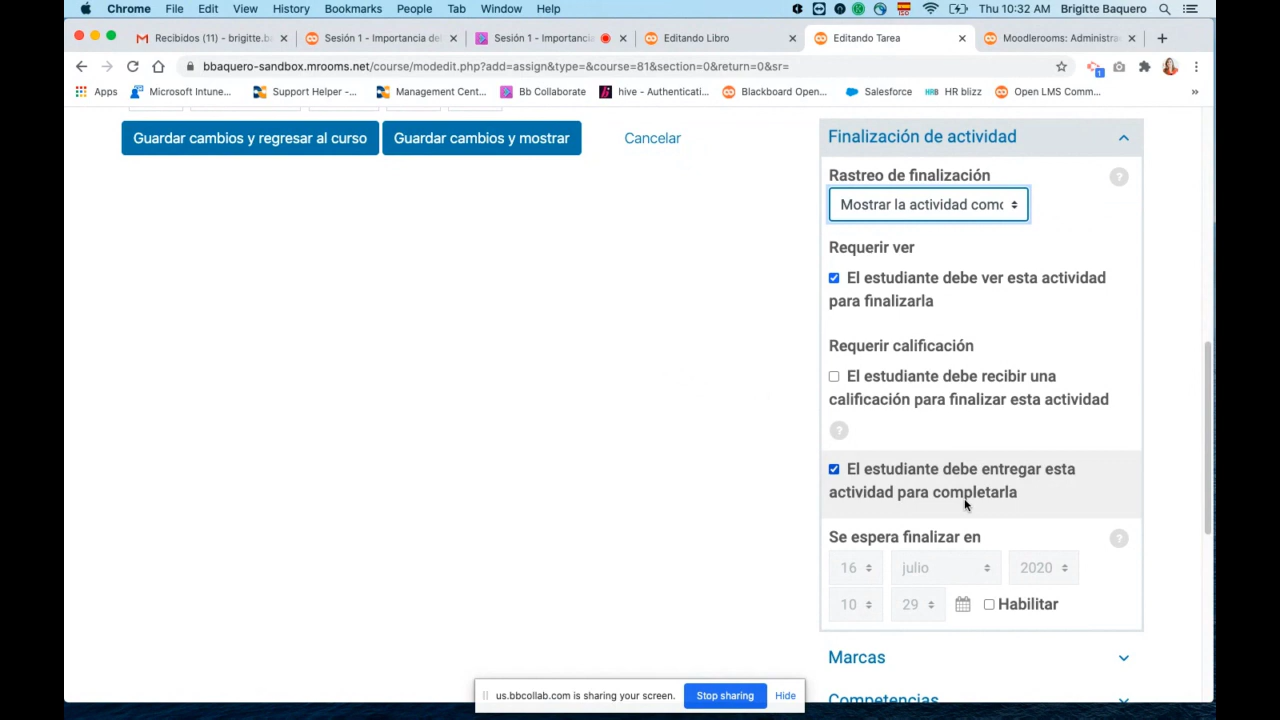 Chrome File Edit View History Bookmarks People Tab Window Help ISO Thu 10:32 AM Brigitte Baquero
Recibidos (11) - brigitte.b Sesión 1 - Importancia de Sesión 1 - Importancia Editando Libro Editando Tarea Moodlerooms: Administra
bbaquero-sandbox.mrooms.net/course/modedit.php?add=assign&type=&course=81&section=0&return=0&sr= 1
Apps Microsoft Intune... Support Helper -... Management Cent... Bb Collaborate hive - Authenticati... Blackboard Open... Salesforce HRB HR blizz Open LMS Comm... »
Guardar cambios y regresar al curso Guardar cambios y mostrar Cancelar
Finalización de actividad
Rastreo de finalización ?
Mostrar la actividad como
Requerir ver
El estudiante debe ver esta actividad
para finalizarla
Requerir calificación
El estudiante debe recibir una
calificación para finalizar esta actividad
?
El estudiante debe entregar esta
actividad para completarla
Se espera finalizar en ?
16 julio 2020
10 29 Habilitar
Marcas
Competencias
us.bbcollab.com is sharing your screen. Stop sharing Hide